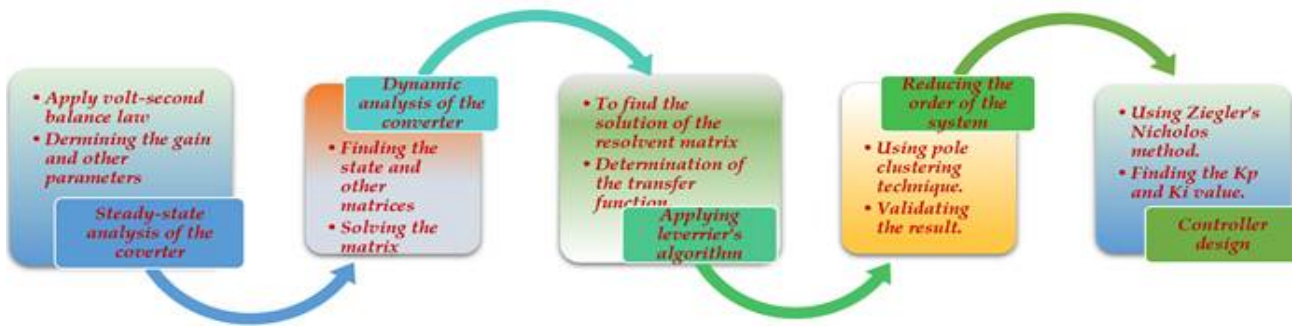 • Apply volt-second
balance law
• Dermining the gain
and other
parameters
Steady-state
analysis of the
coverter
Dynamic
analysis of the
converter
• Finding the
state and
other
matrices
• Solving the
matrix
• To find the
solution of the
resolvent matrix
• Determination of
the transfer
function
Applying
leverrier's
algorithm
Reducing the
order of the
system
• Using pole
clustering
technique.
• Validating
the result.
• Using Ziegler's
Nicholos
method.
• Finding the Kp
and Ki value.
Controller
design